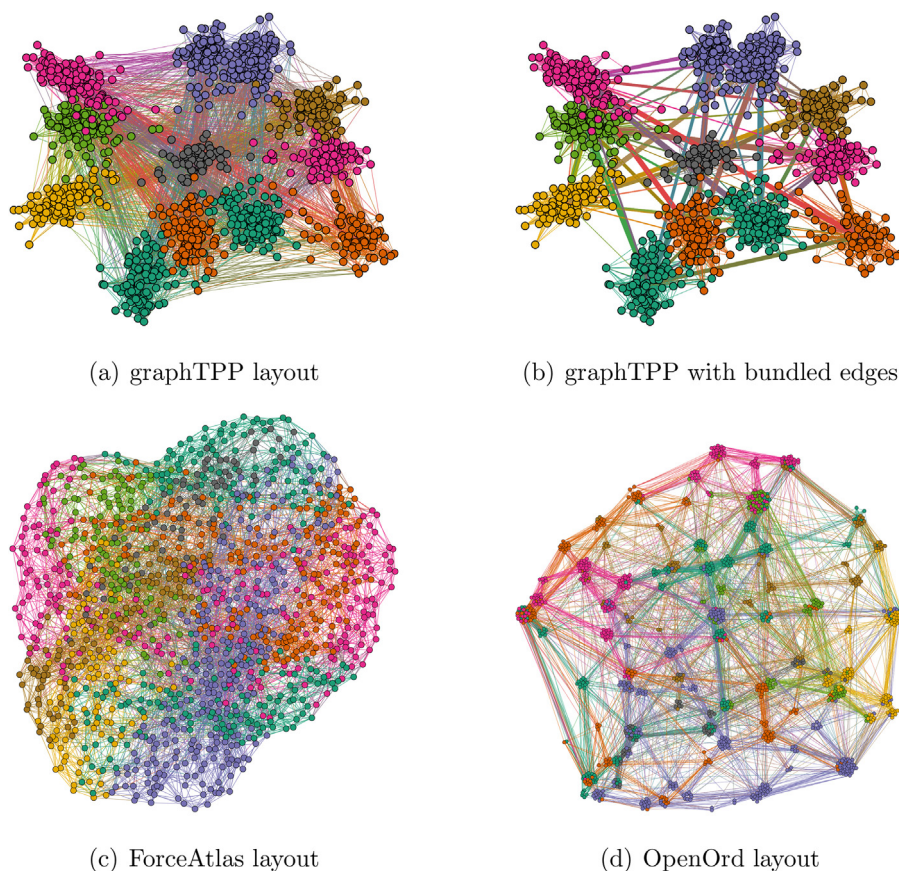 (a) graphTPP layout
(b) graphTPP with bundled edges
(c) ForceAtlas layout
(d) OpenOrd layout